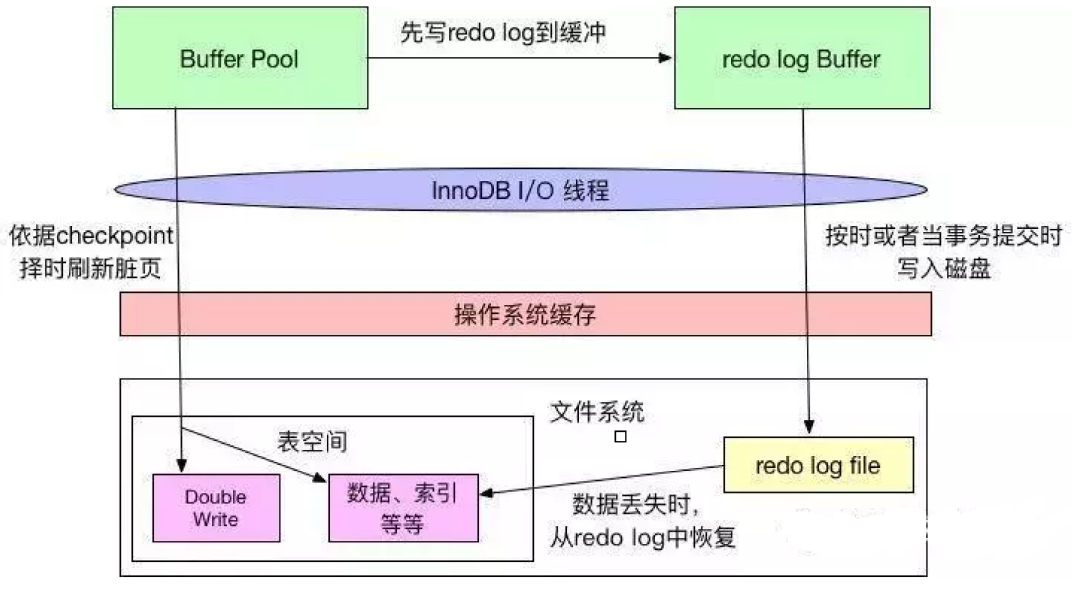 先写redo log到缓冲
Buffer Pool
redo log Buffer
InnoDB I/O 线程
依据checkpoint
择时刷新脏页
按时或者当事务提交时
写入磁盘
操作系统缓存
文件系统
表空间
redo log file
Double
Write
数据、索引
等等
数据丢失时，
从redo log中恢复